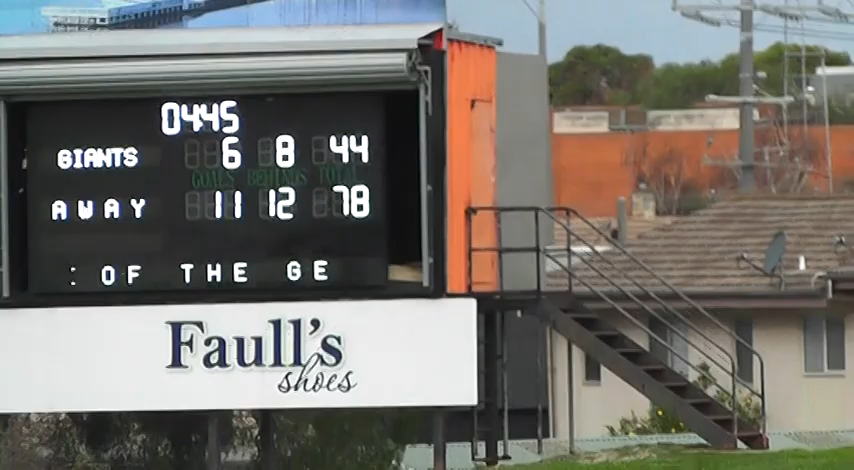 0445
GIANTS 6 8 44
GOALS BEHINDS TOTAL
AWAY 11 12 78
: OF THE GE
Faull's
shoes